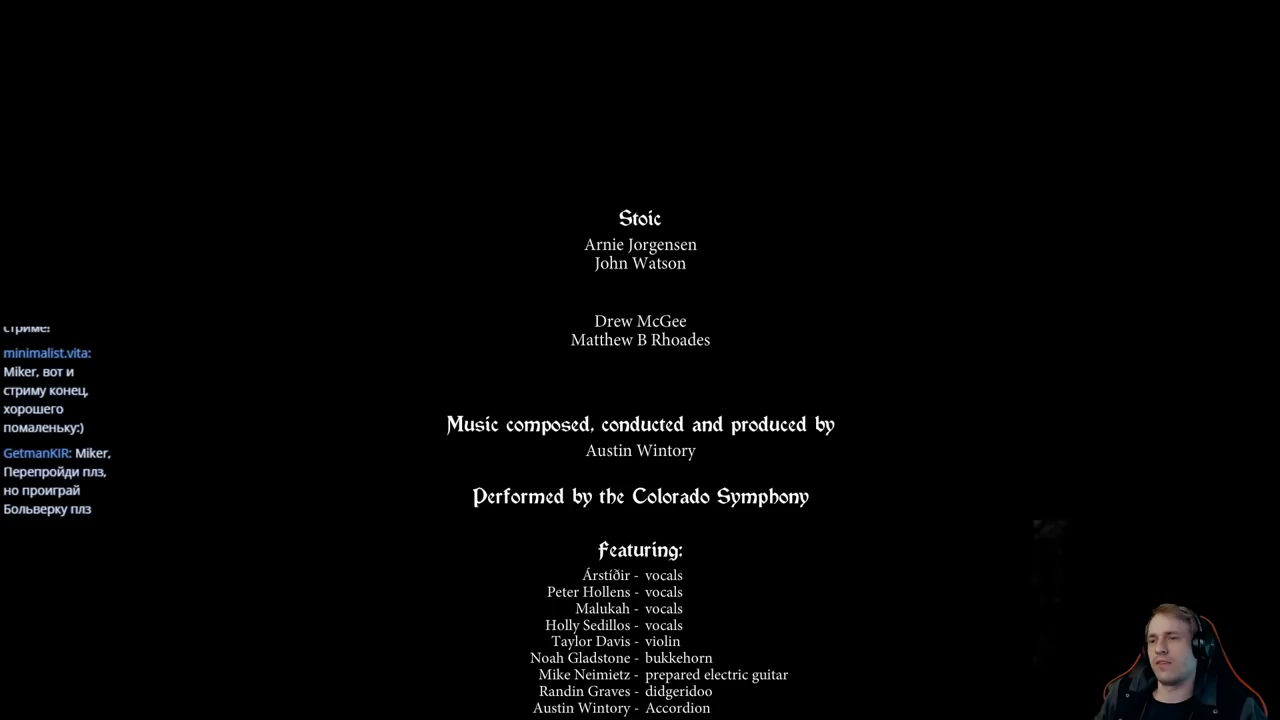 стриме!
minimalist.vita:
Miker, вот и
стриму конец,
хорошего
помаленьку:)
GetmanKIR: Miker,
Перепройди плз,
но проиграй
Больверку плз
Stoic
Arnie Jorgensen
John Watson
Drew McGee
Matthew B Rhoades
Music composed, conducted and produced by
Austin Wintory
Performed by the Colorado Symphony
Featuring:
Árstíðir - vocals
Peter Hollens - vocals
Malukah - vocals
Holly Sedillos - vocals
Taylor Davis - violin
Noah Gladstone - bukkehorn
Mike Neimietz - prepared electric guitar
Randin Graves - didgeridoo
Austin Wintory - Accordion